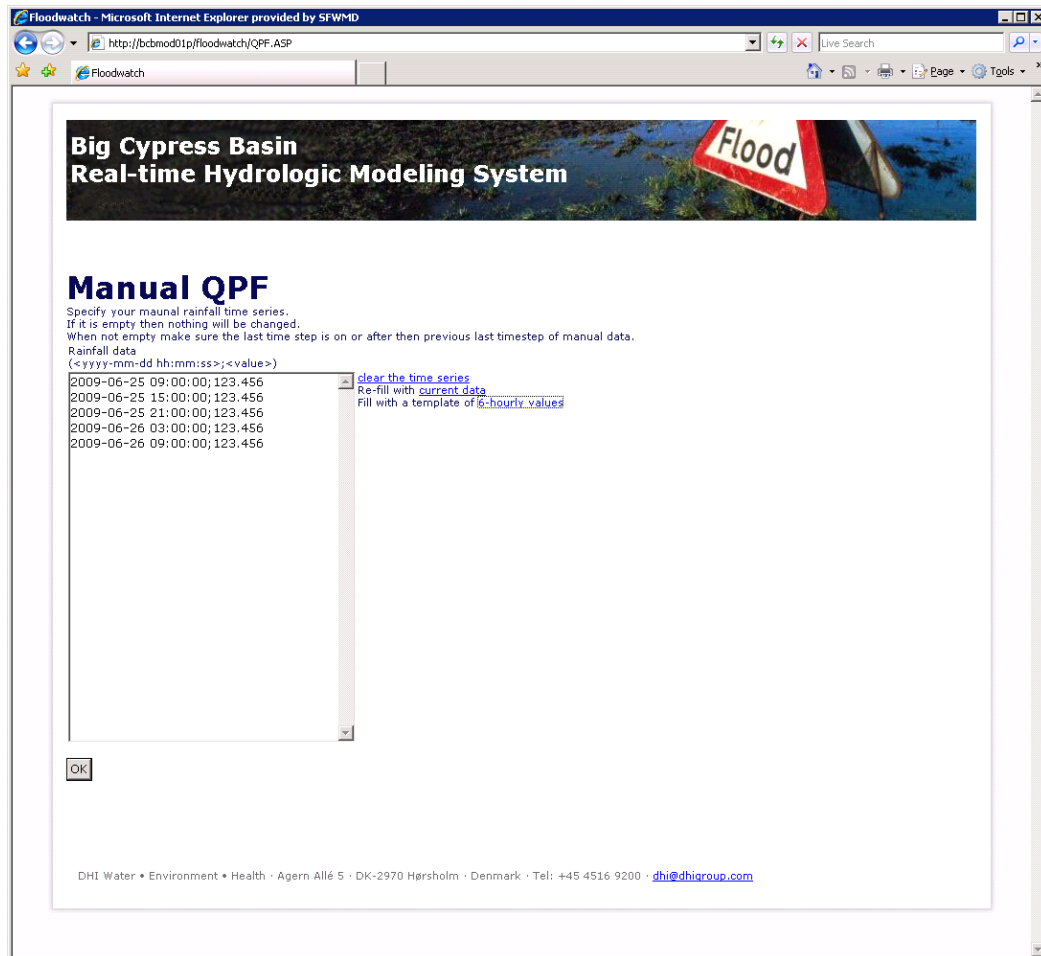 Floodwatch - Microsoft Internet Explorer provided by SFWMD
http://bcbmod01p/floodwatch/QPF.ASP
Live Search
Floodwatch
Page
Tools
Big Cypress Basin
Real-time Hydrologic Modeling System
Flood
Manual QPF
Specify your maunal rainfall time series.
If it is empty then nothing will be changed.
When not empty make sure the last time step is on or after then previous last timestep of manual data.
Rainfall data
(<yyyy-mm-dd hh:mm:ss>;<value>)
2009-06-25 09:00:00;123.456
2009-06-25 15:00:00;123.456
2009-06-25 21:00:00;123.456
2009-06-26 03:00:00;123.456
2009-06-26 09:00:00;123.456
clear the time series
Re-fill with current data
Fill with a template of 6-hourly values
OK
DHI Water • Environment • Health · Agern Allé 5 · DK-2970 Hørsholm · Denmark · Tel: +45 4516 9200 · dhi@dhigroup.com